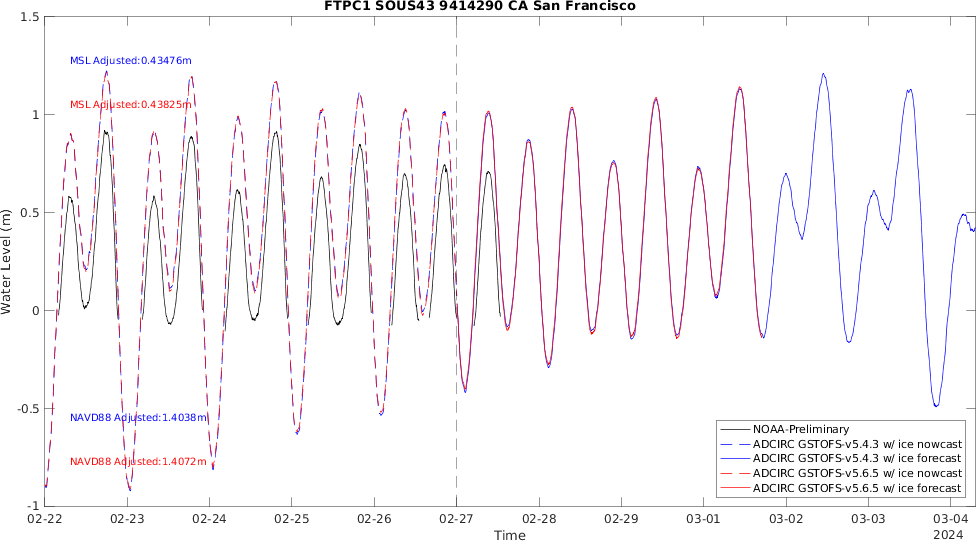 FTPC1 SOUS43 9414290 CA San Francisco
1.5
1
0.5
0
-0.5
-1
Water Level (m)
MSL Adjusted:0.43476m
MSL Adjusted:0.43825m
NAVD88 Adjusted:1.4038m
NAVD88 Adjusted:1.4072m
NOAA-Preliminary
ADCIRC GSTOFS-v5.4.3 w/ ice nowcast
ADCIRC GSTOFS-v5.4.3 w/ ice forecast
ADCIRC GSTOFS-v5.6.5 w/ ice nowcast
ADCIRC GSTOFS-v5.6.5 w/ ice forecast
02-22 02-23 02-24 02-25 02-26 02-27 02-28 02-29 03-01 03-02 03-03 03-04
2024
Time